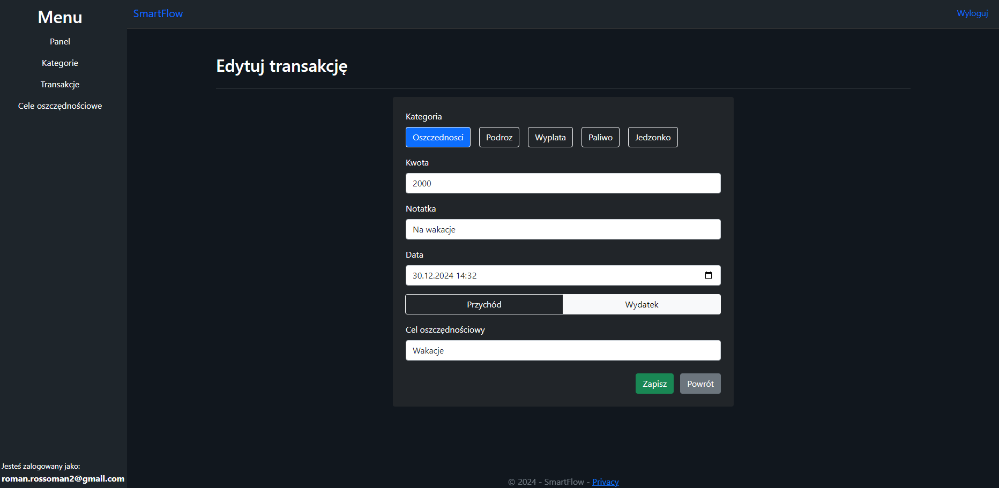 Menu
Panel
Kategorie
Transakcje
Cele oszczędnościowe
Jesteś zalogowany jako:
roman.rossoman2@gmail.com
SmartFlow
Wyloguj
Edytuj transakcję
Kategoria
Oszczednosci Podroz Wyplata Paliwo Jedzonko
Kwota
2000
Notatka
Na wakacje
Data
30.12.2024 14:32
Przychód Wydatek
Cel oszczędnościowy
Wakacje
Zapisz Powrót
© 2024 - SmartFlow - Privacy